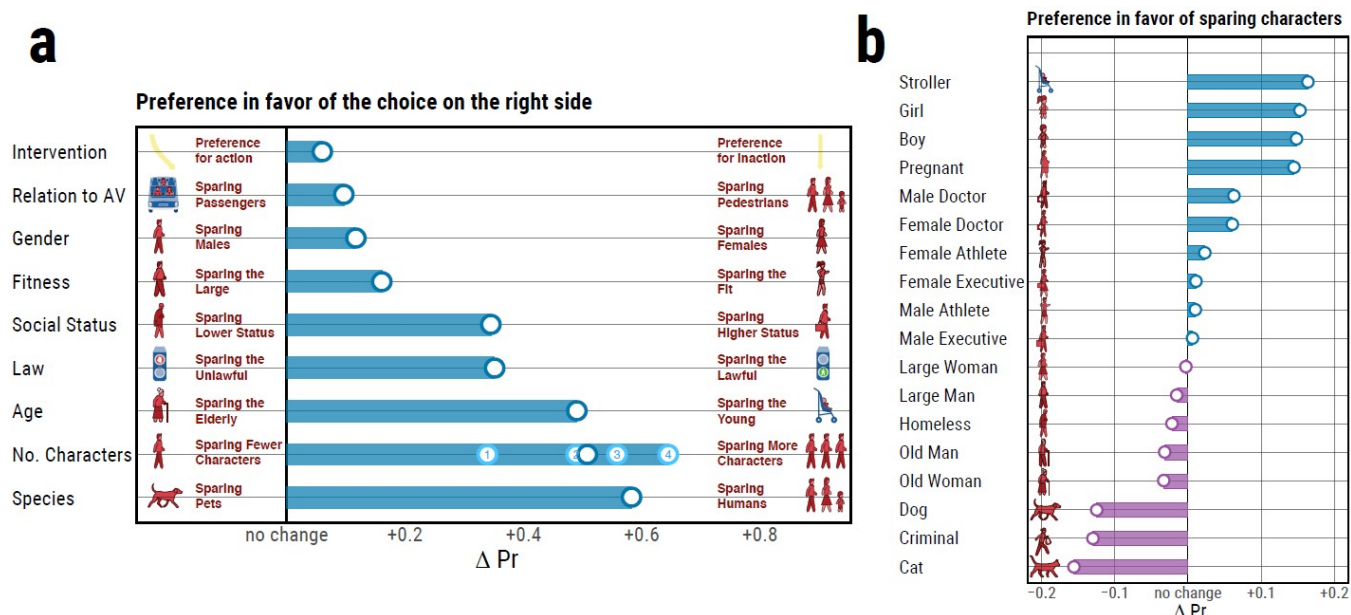 a
Preference in favor of the choice on the right side
Intervention
Preference
for action
Preference
for inaction
Relation to AV
Sparing
Passengers
Sparing
Pedestrians
Gender
Sparing
Males
Sparing
Females
Fitness
Sparing the
Large
Sparing the
Fit
Social Status
Sparing
Lower Status
Sparing
Higher Status
Law
Sparing the
Unlawful
Sparing the
Lawful
Age
Sparing the
Elderly
Sparing the
Young
No. Characters
Sparing Fewer
Characters
1 2 3 4
Sparing More
Characters
Species
Sparing
Pets
Sparing
Humans
no change +0.2 +0.4 +0.6 +0.8
Δ Pr
b
Preference in favor of sparing characters
Stroller
Girl
Boy
Pregnant
Male Doctor
Female Doctor
Female Athlete
Female Executive
Male Athlete
Male Executive
Large Woman
Large Man
Homeless
Old Man
Old Woman
Dog
Criminal
Cat
−0.2 −0.1 no change +0.1 +0.2
Δ Pr